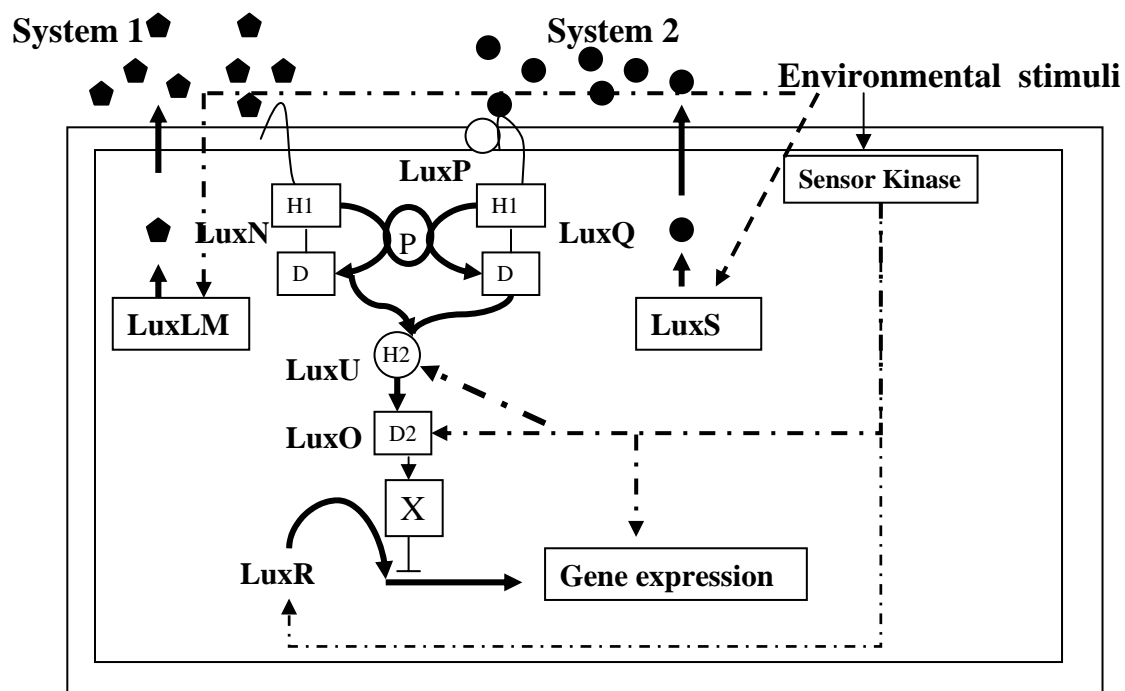 System 1
System 2
Environmental stimuli
LuxP
Sensor Kinase
H1
H1
LuxN
P
LuxQ
D
D
LuxLM
LuxS
H2
LuxU
LuxO
D2
X
LuxR
Gene expression